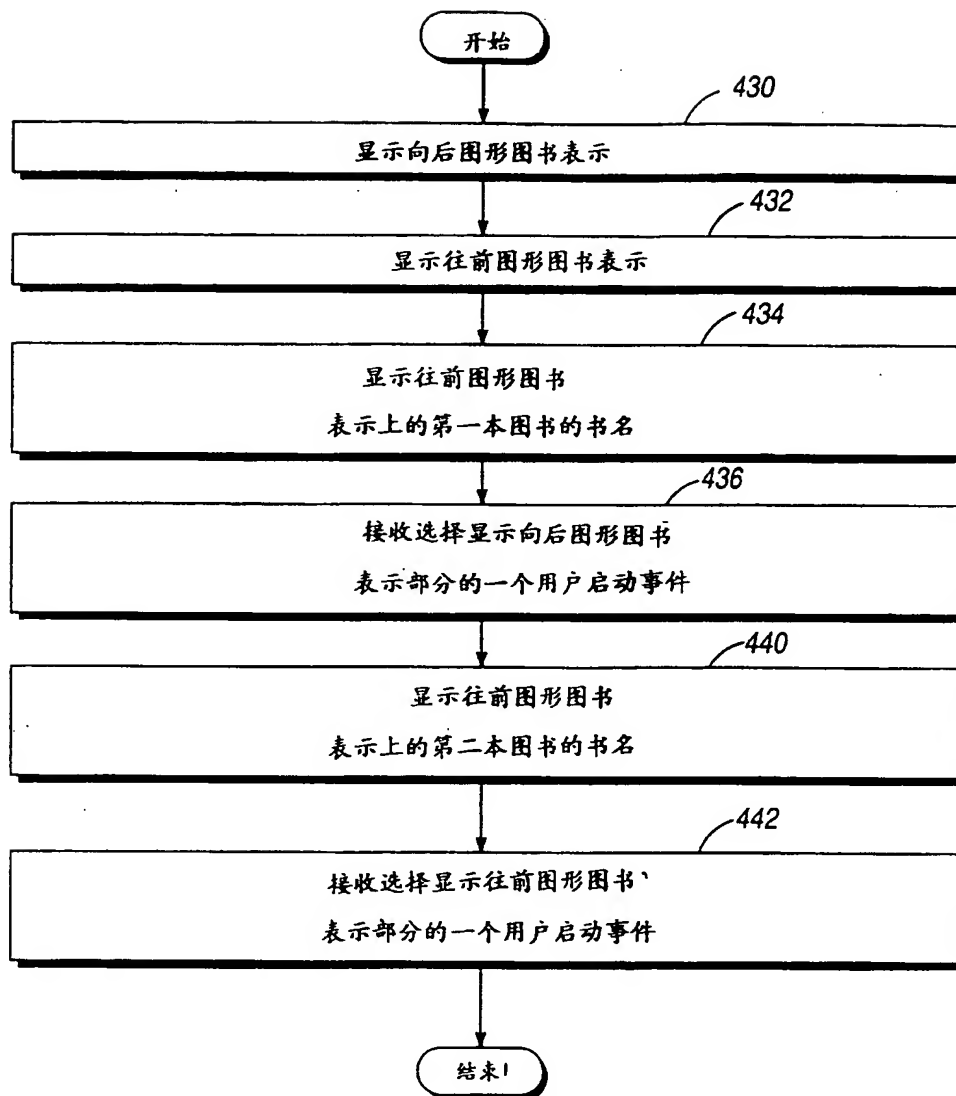 开始
430
显示向后图形图书表示
432
显示往前图形图书表示
434
显示往前图形图书
表示上的第一本图书的书名
436
接收选择显示向后图形图书
表示部分的一个用户启动事件
440
显示往前图形图书
表示上的第二本图书的书名
442
接收选择显示往前图形图书
表示部分的一个用户启动事件
结束